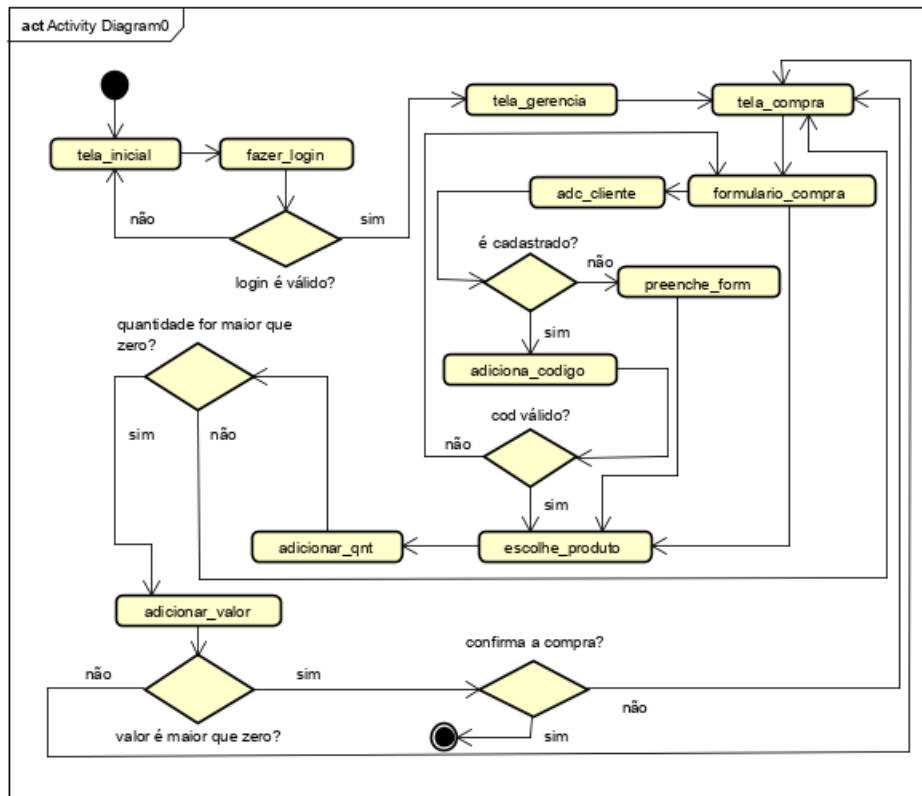 act Activity Diagram0
tela_gerencia
tela_compra
tela_inicial
fazer_login
adc_cliente
formulario_compra
não
sim
login é válido?
é cadastrado?
não
preenche_form
sim
quantidade for maior que
zero?
adiciona_codigo
cod válido?
sim
não
não
sim
adicionar_qnt
escolhe_produto
adicionar_valor
confirma a compra?
não
sim
não
valor é maior que zero?
sim